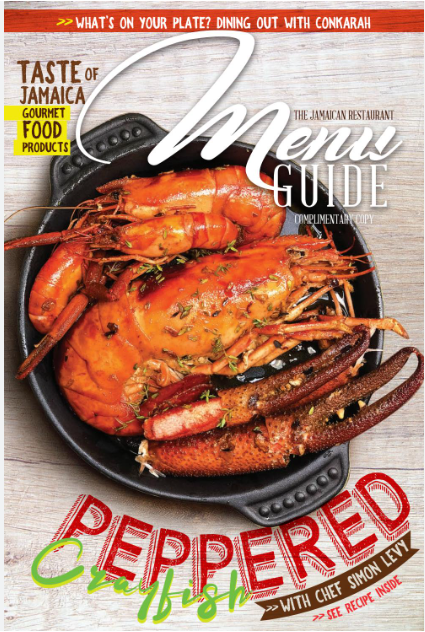 >> WHAT'S ON YOUR PLATE? DINING OUT WITH CONKARAH
TASTE OF
JAMAICA
GOURMET
FOOD
PRODUCTS
THE JAMAICAN RESTAURANT
Menu
GUIDE
COMPLIMENTARY COPY
PEPPERED
Crayfish
>> WITH CHEF SIMON LEVY
>> SEE RECIPE INSIDE